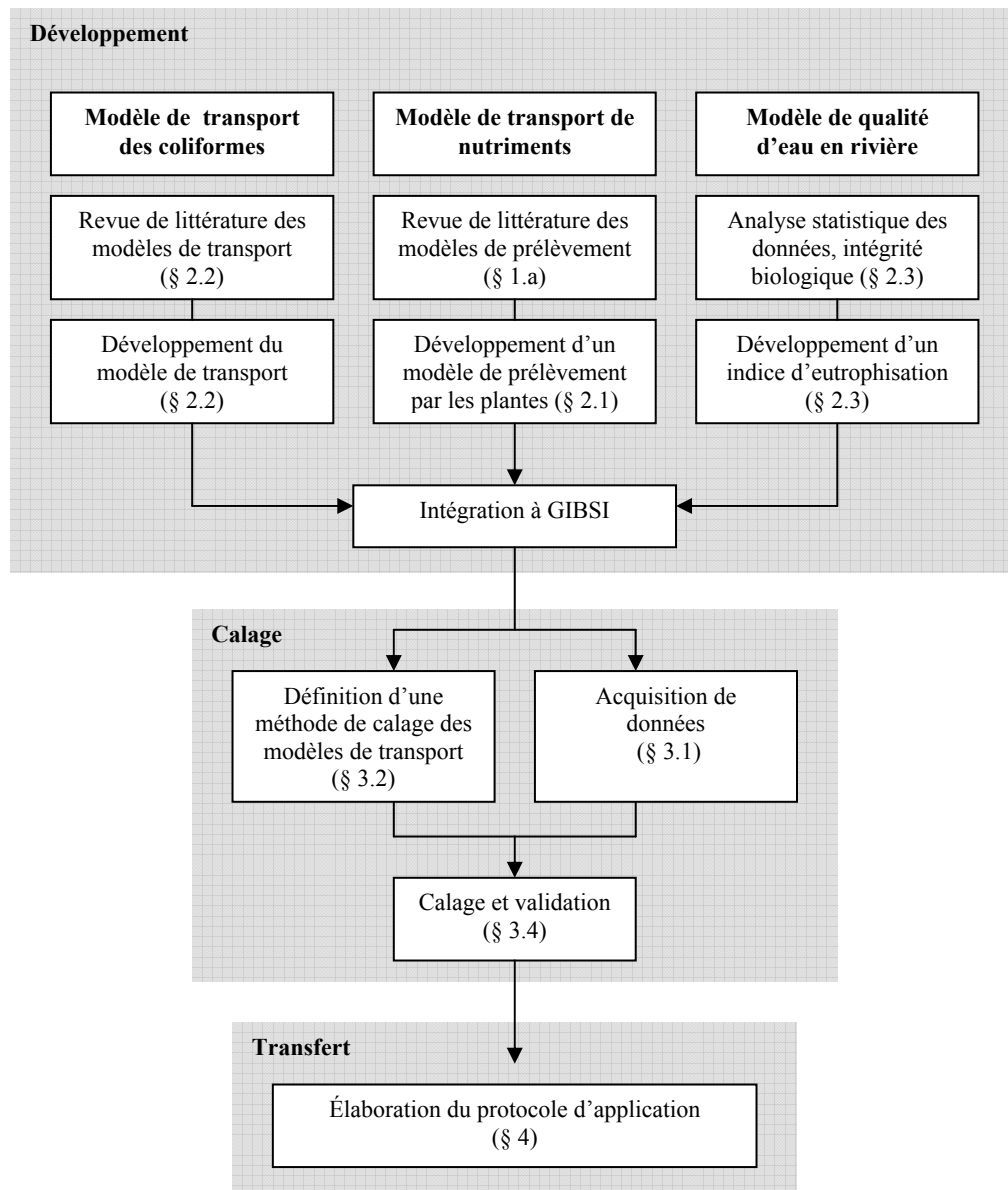 Développement
Modèle de transport
des coliformes
Modèle de transport de
nutriments
Modèle de qualité
d’eau en rivière
Revue de littérature des
modèles de transport
(§ 2.2)
Revue de littérature des
modèles de prélèvement
(§ 1.a)
Analyse statistique des
données, intégrité
biologique (§ 2.3)
Développement du
modèle de transport
(§ 2.2)
Développement d’un
modèle de prélèvement
par les plantes (§ 2.1)
Développement d’un
indice d’eutrophisation
(§ 2.3)
Intégration à GIBSI
Calage
Définition d’une
méthode de calage des
modèles de transport
(§ 3.2)
Acquisition de
données
(§ 3.1)
Calage et validation
(§ 3.4)
Transfert
Élaboration du protocole d’application
(§ 4)